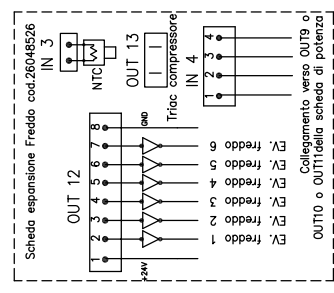 Scheda espansione Freddo cod.26048526
IN 3
NTC
OUT 13
Triac compressore
IN 4
4
3
2
1
Collegamento verso OUT9 o
OUT10 o OUT11della scheda di potenza
OUT 12
8
7
6
5
4
3
2
1
GND
+24V
EV. freddo 6
EV. freddo 5
EV. freddo 4
EV. freddo 3
EV. freddo 2
EV. freddo 1